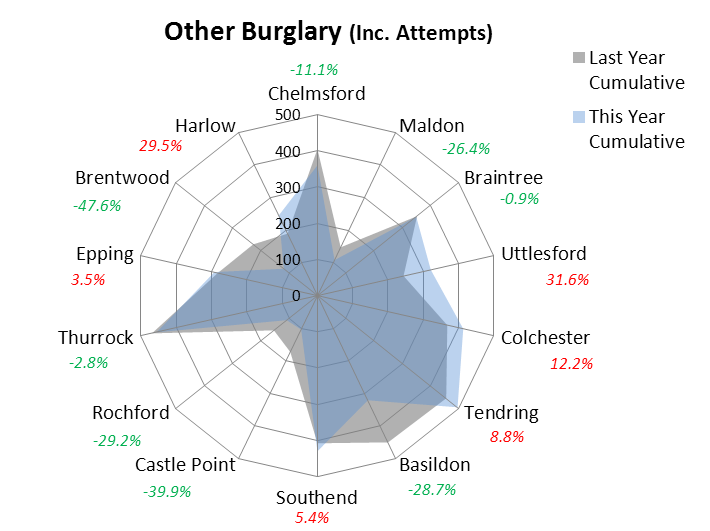 Other Burglary (Inc. Attempts)
Last Year
Cumulative
This Year
Cumulative
-11.1%
Chelmsford
Maldon
-26.4%
Braintree
-0.9%
Uttlesford
31.6%
Colchester
12.2%
Tendring
8.8%
Basildon
-28.7%
Southend
5.4%
Castle Point
-39.9%
Rochford
-29.2%
Thurrock
-2.8%
Epping
3.5%
Brentwood
-47.6%
Harlow
29.5%
500
400
300
200
100
0